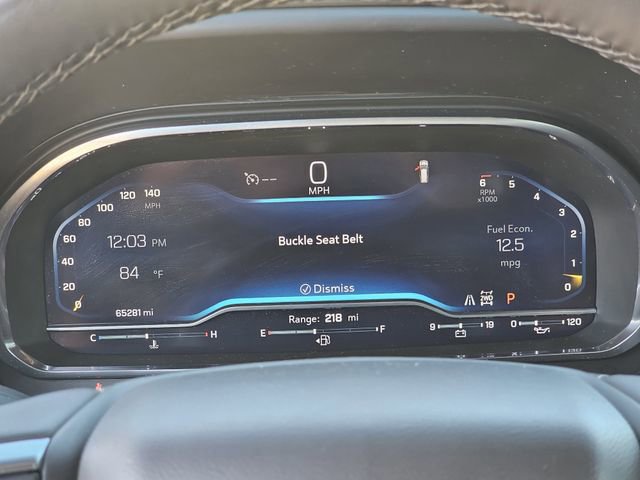 -- 0 MPH
120 140
100 MPH
80
60
40
20
0
12:03 PM
84 °F
65281 mi
Buckle Seat Belt
Dismiss
6 5 4 3 2 1 0
RPM
x1000
Fuel Econ.
12.5
mpg
2WD P
Range: 218 mi
C H
E F
9 19
0 120